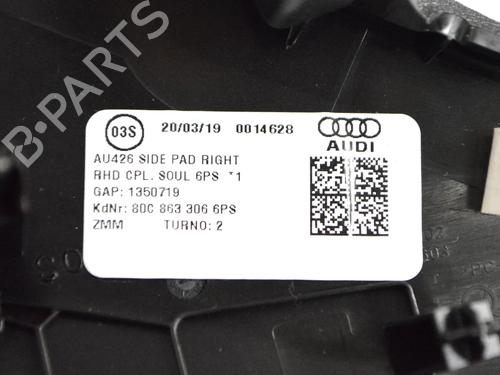 B-PARTS
03S 20/03/19 0014628
AUDI
AU426 SIDE PAD RIGHT
RHD CPL. SOUL 6PS *1
GAP: 1350719
KdNr: 80C 863 306 6PS
ZMM TURNO: 2